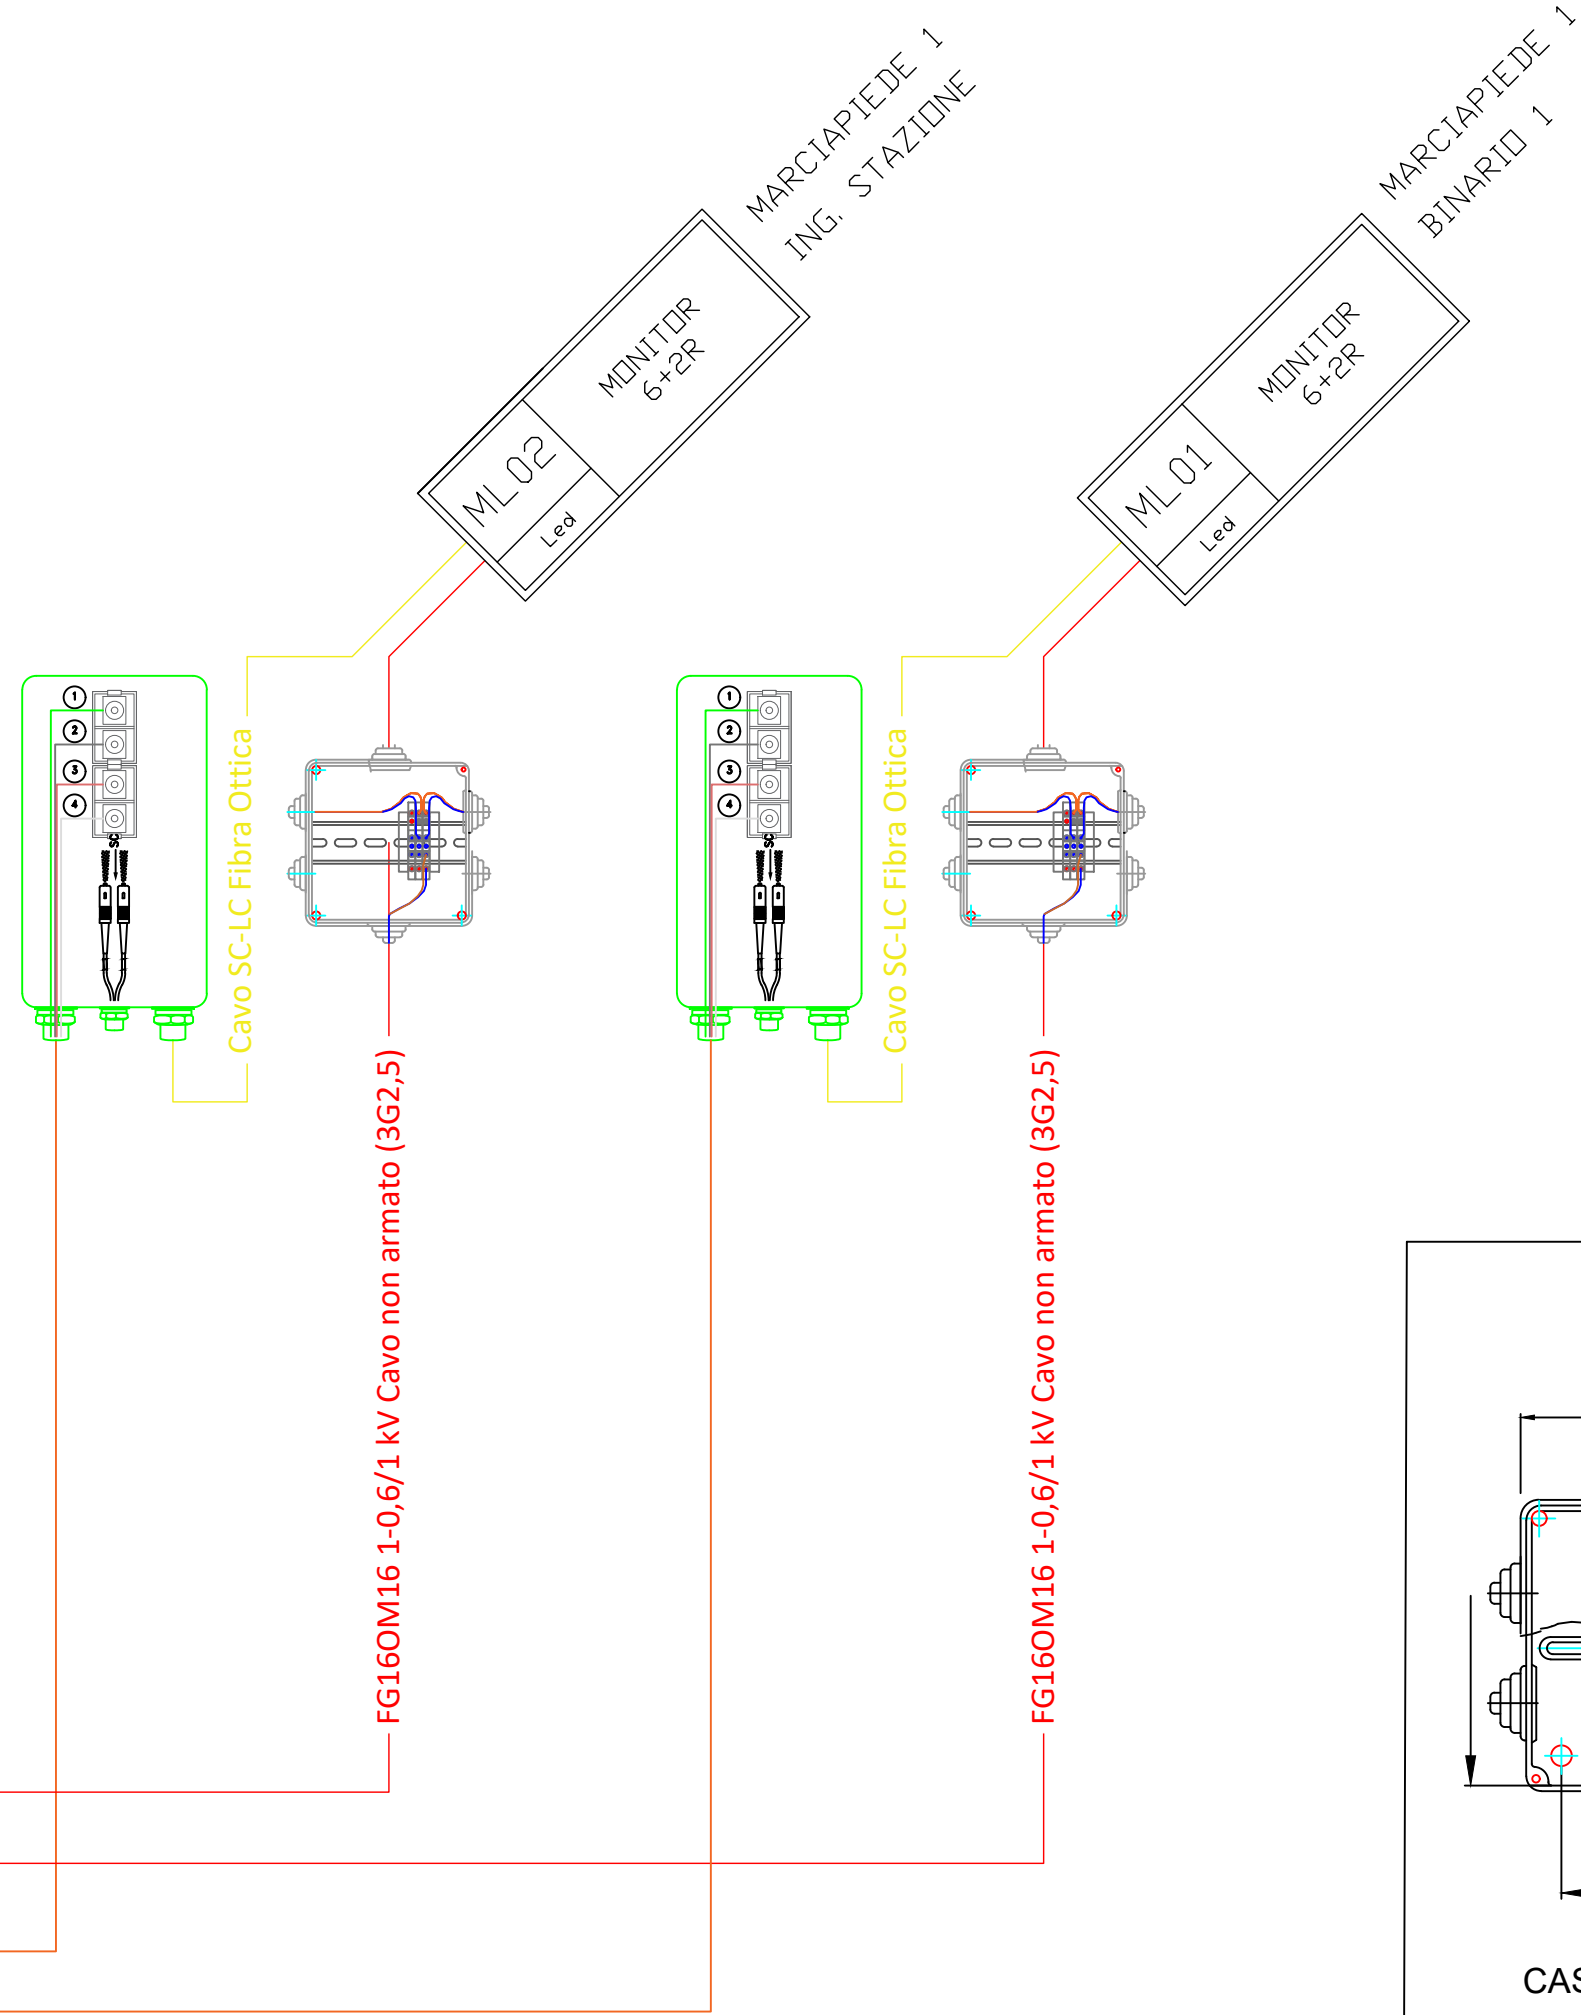 MARCIAPIEDE 1
ING. STAZIONE
MONITOR
6+2R
ML02
Led
MARCIAPIEDE 1
BINARIO 1
MONITOR
6+2R
ML01
Led
1
2
3
4
SC
Cavo SC-LC Fibra Ottica
FG16OM16 1-0,6/1 kV Cavo non armato (3G2,5)
1
2
3
4
SC
Cavo SC-LC Fibra Ottica
FG16OM16 1-0,6/1 kV Cavo non armato (3G2,5)